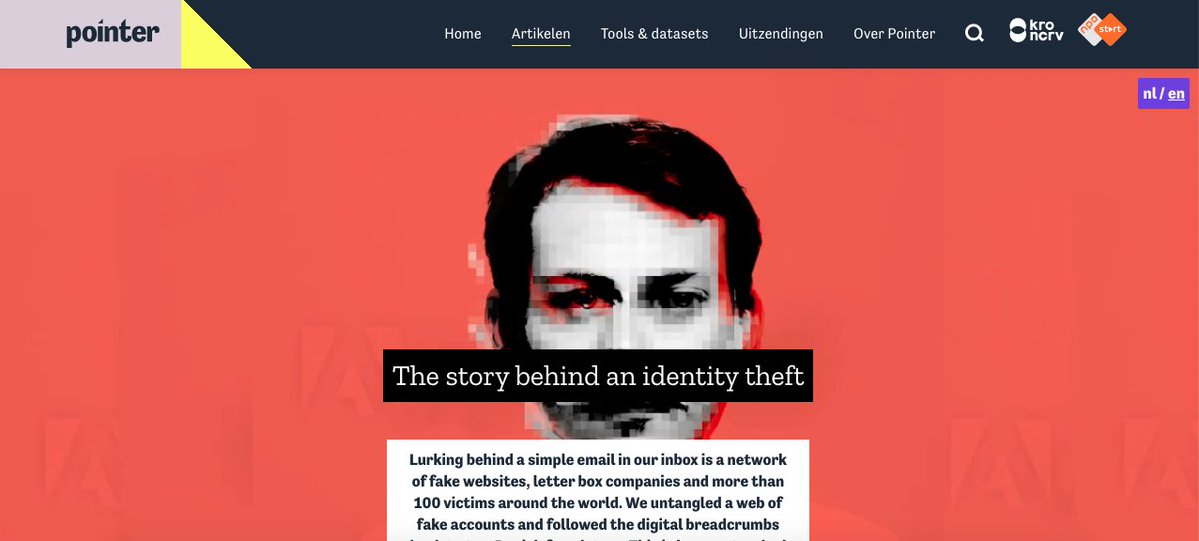 pointer
Home Artikelen Tools & datasets Uitzendingen Over Pointer
kro
ncrv
npo
start
nl / en
The story behind an identity theft
Lurking behind a simple email in our inbox is a network
of fake websites, letter box companies and more than
100 victims around the world. We untangled a web of
fake accounts and followed the digital breadcrumbs